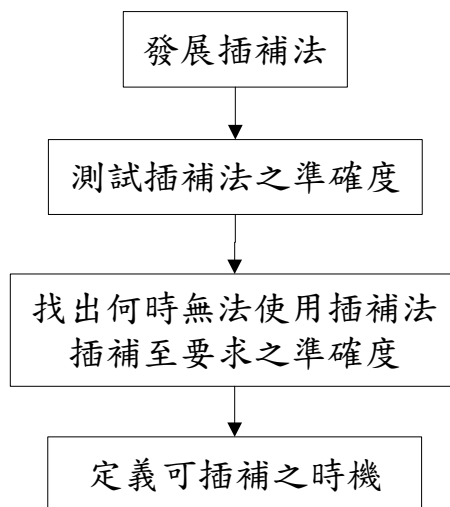 發展插補法
測試插補法之準確度
找出何時無法使用插補法
插補至要求之準確度
定義可插補之時機